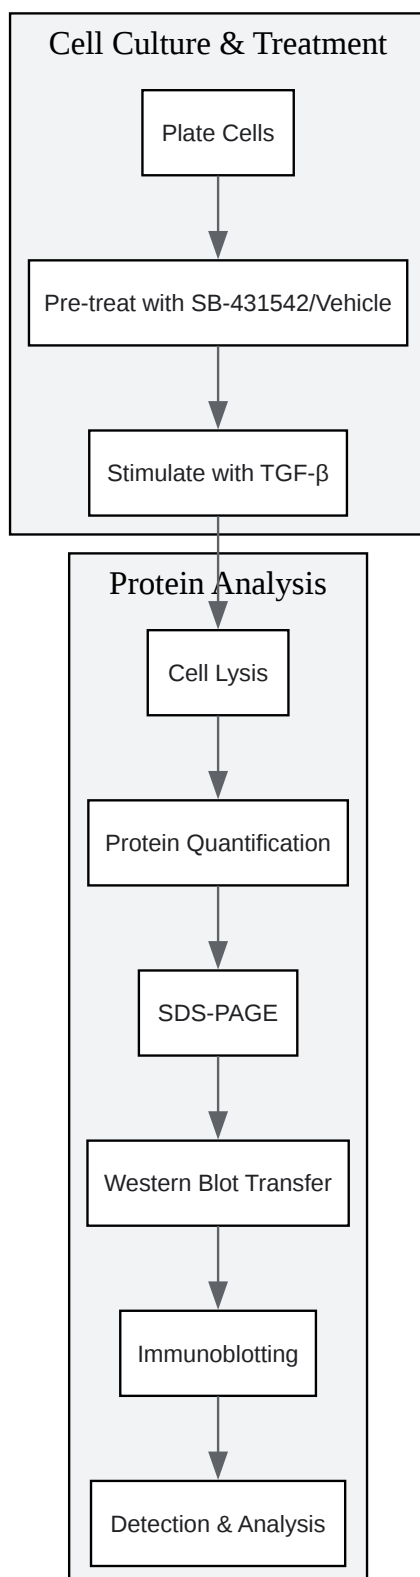 Cell Culture & Treatment
Plate Cells
Pre-treat with SB-431542/Vehicle
Stimulate with TGF-β
Protein Analysis
Cell Lysis
Protein Quantification
SDS-PAGE
Western Blot Transfer
Immunoblotting
Detection & Analysis